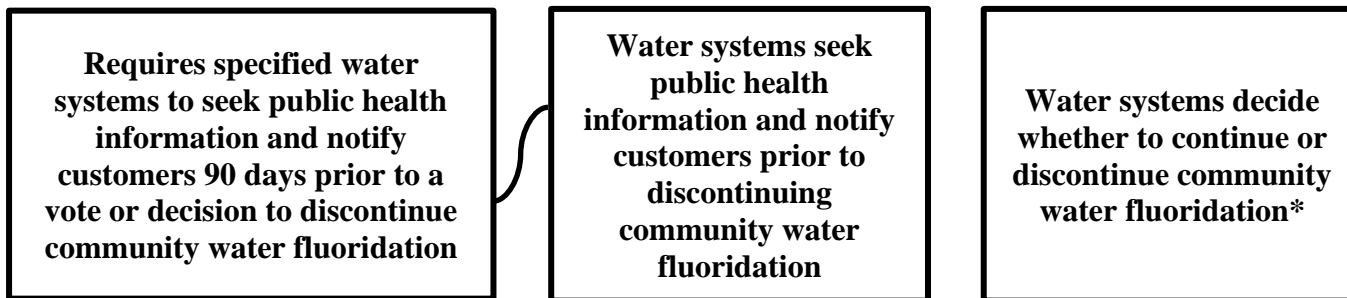 Requires specified water
systems to seek public health
information and notify
customers 90 days prior to a
vote or decision to discontinue
community water fluoridation
Water systems seek
public health
information and notify
customers prior to
discontinuing
community water
fluoridation
Water systems decide
whether to continue or
discontinue community
water fluoridation*